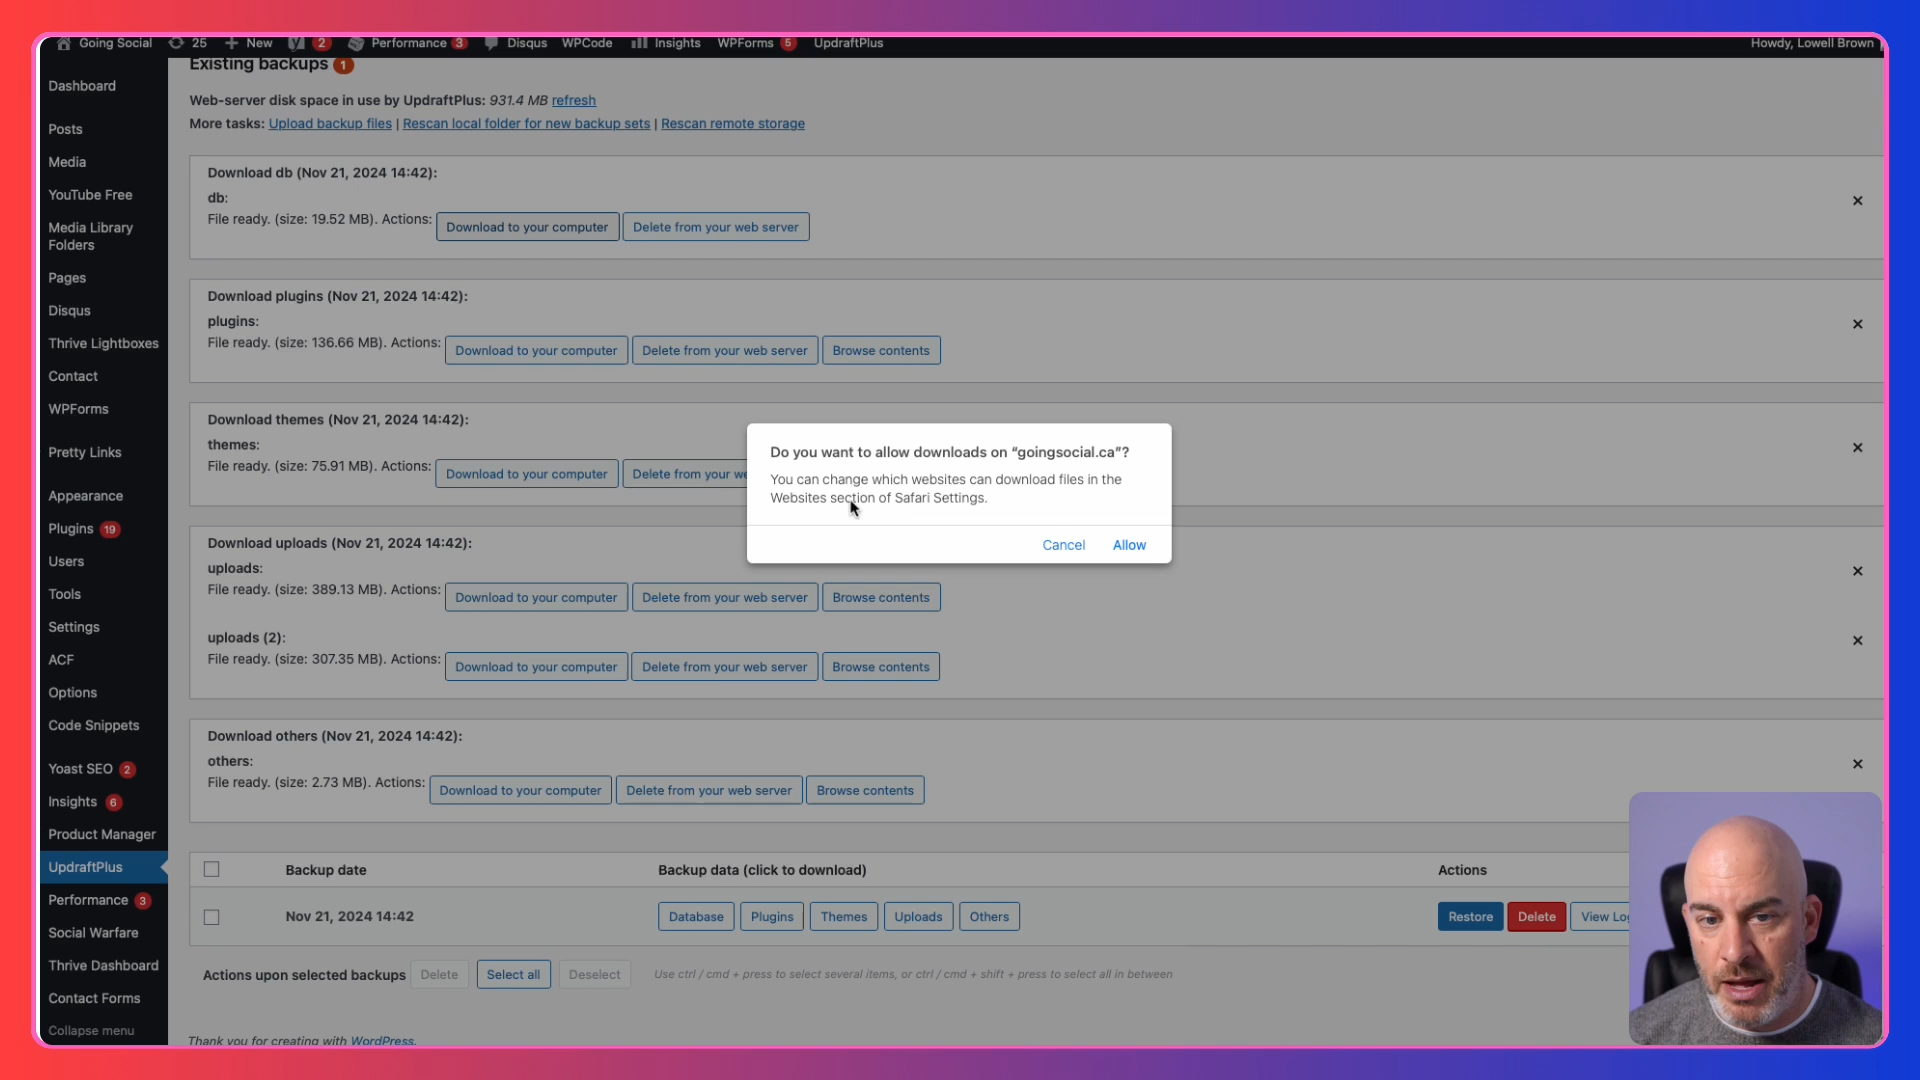 Going Social 25 New 2 Performance 3 Disqus WPCode Insights WPForms 5 UpdraftPlus Howdy, Lowell Brown
Dashboard
Posts
Media
YouTube Free
Media Library
Folders
Pages
Disqus
Thrive Lightboxes
Contact
WPForms
Pretty Links
Appearance
Plugins 19
Users
Tools
Settings
ACF
Options
Code Snippets
Yoast SEO 2
Insights 6
Product Manager
UpdraftPlus
Performance 3
Social Warfare
Thrive Dashboard
Contact Forms
Collapse menu
Existing backups 1
Web-server disk space in use by UpdraftPlus: 931.4 MB refresh
More tasks: Upload backup files | Rescan local folder for new backup sets | Rescan remote storage
Download db (Nov 21, 2024 14:42):
db:
File ready. (size: 19.52 MB). Actions: Download to your computer Delete from your web server
Download plugins (Nov 21, 2024 14:42):
plugins:
File ready. (size: 136.66 MB). Actions: Download to your computer Delete from your web server Browse contents
Download themes (Nov 21, 2024 14:42):
themes:
File ready. (size: 75.91 MB). Actions: Download to your computer Delete from your we
Do you want to allow downloads on “goingsocial.ca”?
You can change which websites can download files in the
Websites section of Safari Settings.
Cancel Allow
Download uploads (Nov 21, 2024 14:42):
uploads:
File ready. (size: 389.13 MB). Actions: Download to your computer Delete from your web server Browse contents
uploads (2):
File ready. (size: 307.35 MB). Actions: Download to your computer Delete from your web server Browse contents
Download others (Nov 21, 2024 14:42):
others:
File ready. (size: 2.73 MB). Actions: Download to your computer Delete from your web server Browse contents
Backup date Backup data (click to download) Actions
Nov 21, 2024 14:42 Database Plugins Themes Uploads Others Restore Delete View Lo
Actions upon selected backups Delete Select all Deselect Use ctrl / cmd + press to select several items, or ctrl / cmd + shift + press to select all in between
Thank you for creating with WordPress.